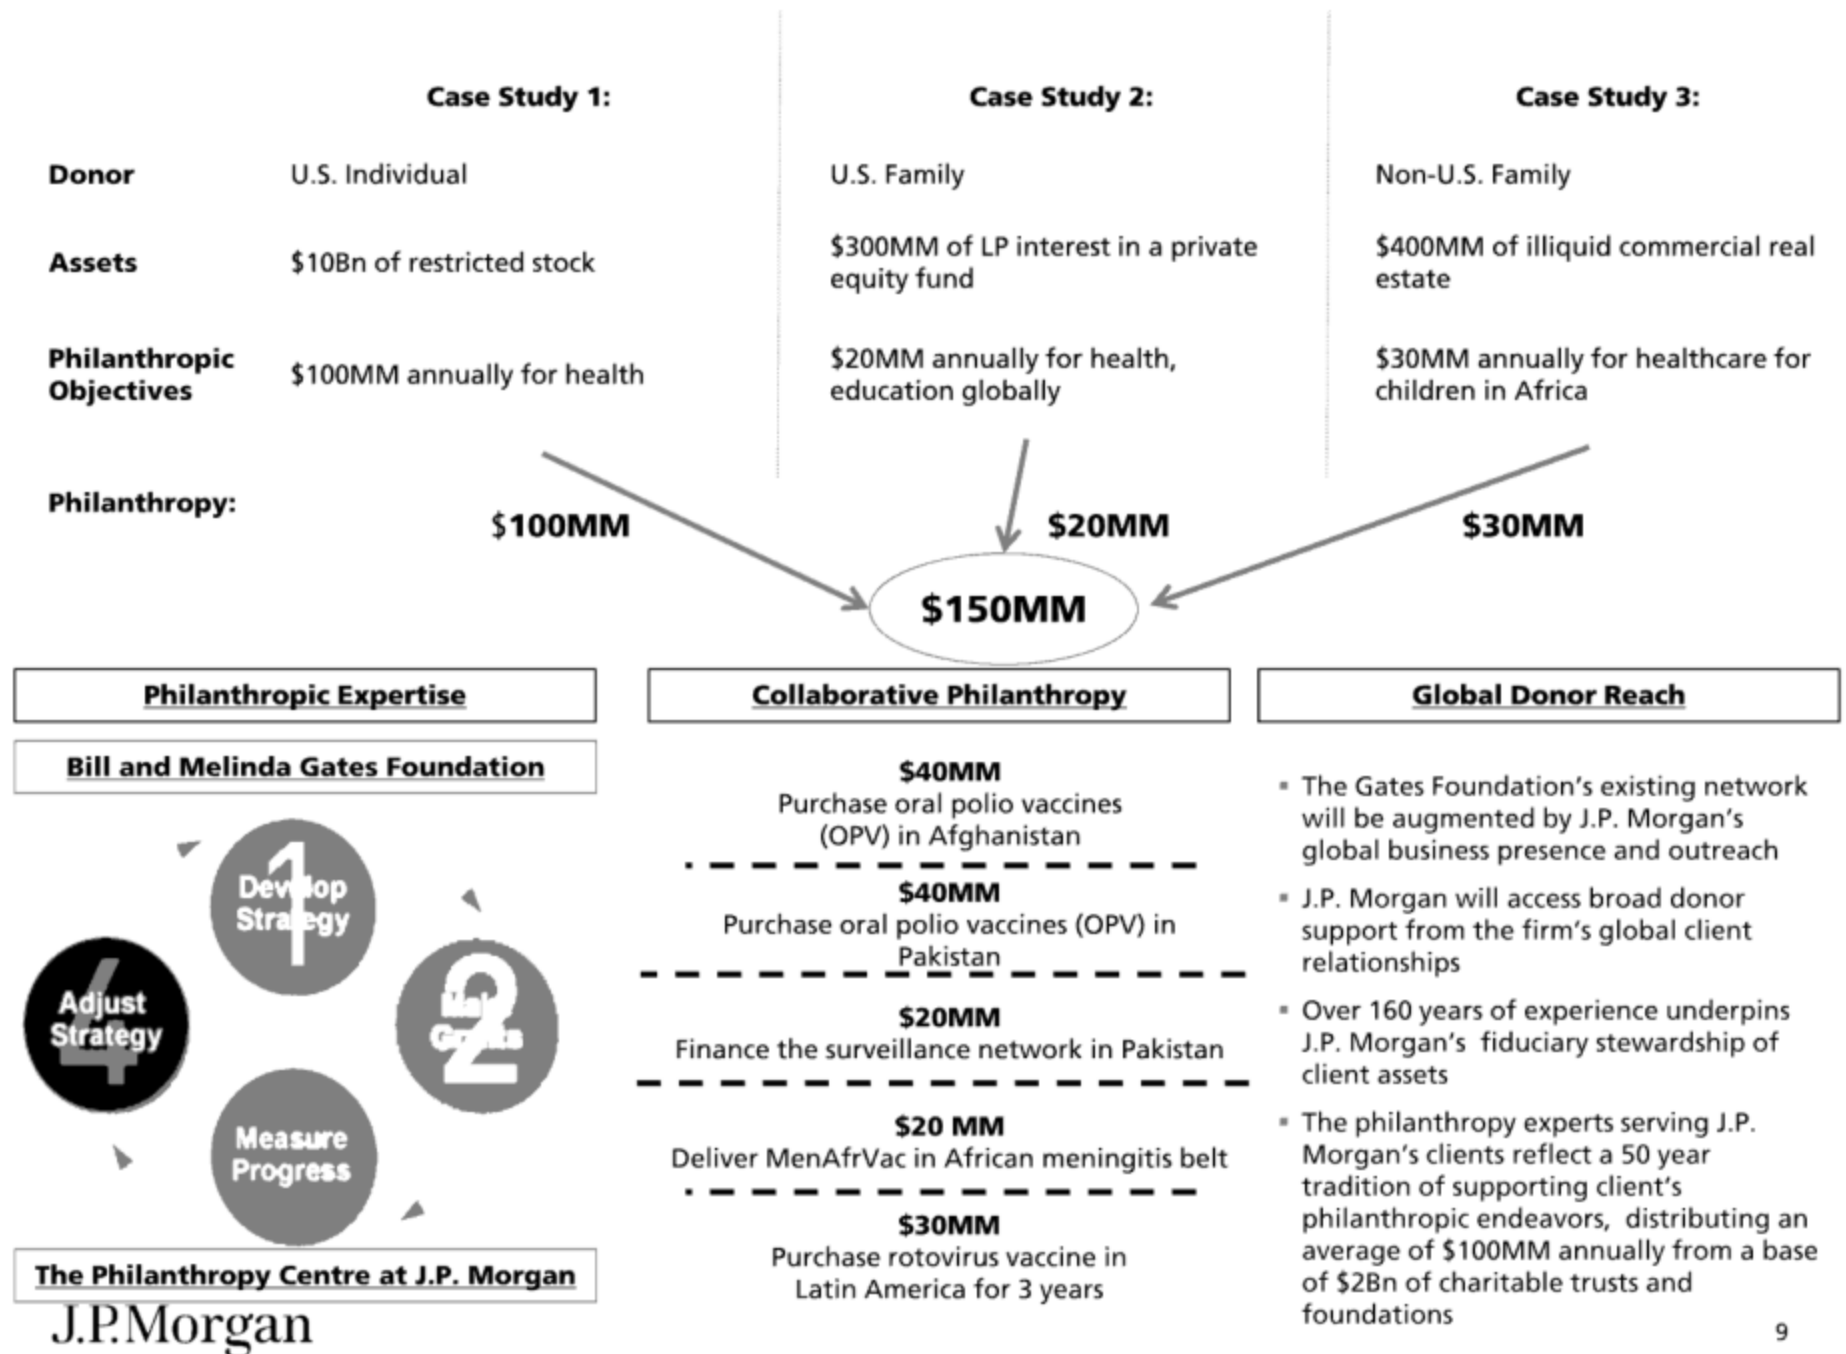 Case Study 1:
Case Study 2:
Case Study 3:
Donor
U.S. Individual
U.S. Family
Non-U.S. Family
Assets
$10Bn of restricted stock
$300MM of LP interest in a private
equity fund
$400MM of illiquid commercial real
estate
Philanthropic
Objectives
$100MM annually for health
$20MM annually for health,
education globally
$30MM annually for healthcare for
children in Africa
Philanthropy:
$100MM
$20MM
$30MM
$150MM
Philanthropic Expertise
Bill and Melinda Gates Foundation
1
Develop
Strategy
2
Make
Grants
Measure
Progress
4
Adjust
Strategy
The Philanthropy Centre at J.P. Morgan
J.P.Morgan
Collaborative Philanthropy
$40MM
Purchase oral polio vaccines
(OPV) in Afghanistan
$40MM
Purchase oral polio vaccines (OPV) in
Pakistan
$20MM
Finance the surveillance network in Pakistan
$20 MM
Deliver MenAfrVac in African meningitis belt
$30MM
Purchase rotovirus vaccine in
Latin America for 3 years
Global Donor Reach
▪ The Gates Foundation's existing network
will be augmented by J.P. Morgan's
global business presence and outreach
▪ J.P. Morgan will access broad donor
support from the firm's global client
relationships
▪ Over 160 years of experience underpins
J.P. Morgan's fiduciary stewardship of
client assets
▪ The philanthropy experts serving J.P.
Morgan's clients reflect a 50 year
tradition of supporting client's
philanthropic endeavors, distributing an
average of $100MM annually from a base
of $2Bn of charitable trusts and
foundations
9